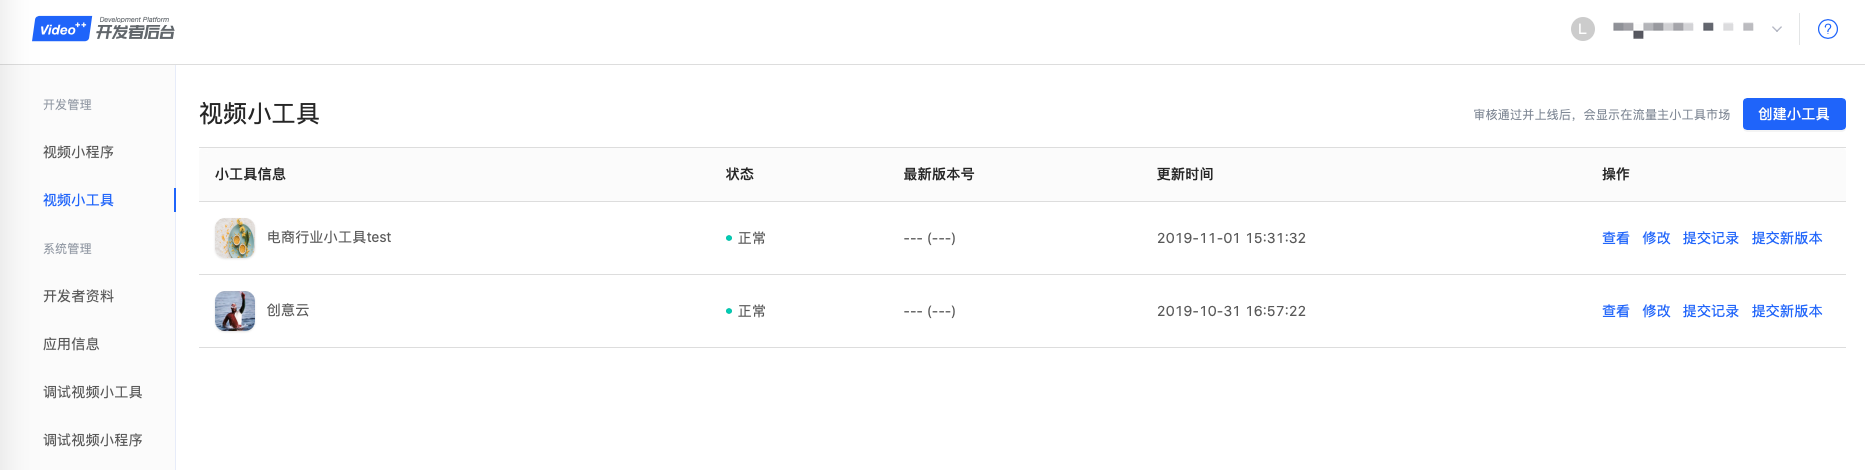 Video++ Development Platform
开发者后台
L
?
开发管理
视频小程序
视频小工具
系统管理
开发者资料
应用信息
调试视频小工具
调试视频小程序
视频小工具
审核通过并上线后，会显示在流量主小工具市场 创建小工具
小工具信息 状态 最新版本号 更新时间 操作
电商行业小工具test 正常 --- (---) 2019-11-01 15:31:32 查看 修改 提交记录 提交新版本
创意云 正常 --- (---) 2019-10-31 16:57:22 查看 修改 提交记录 提交新版本